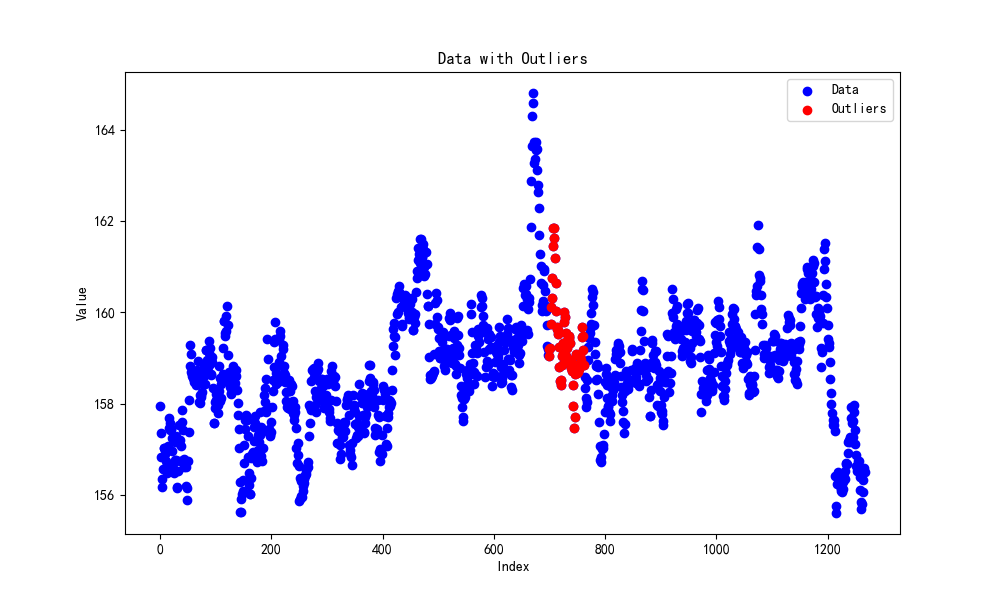 Data with Outliers
Data
Outliers
164
162
160
158
156
Value
0 200 400 600 800 1000 1200
Index